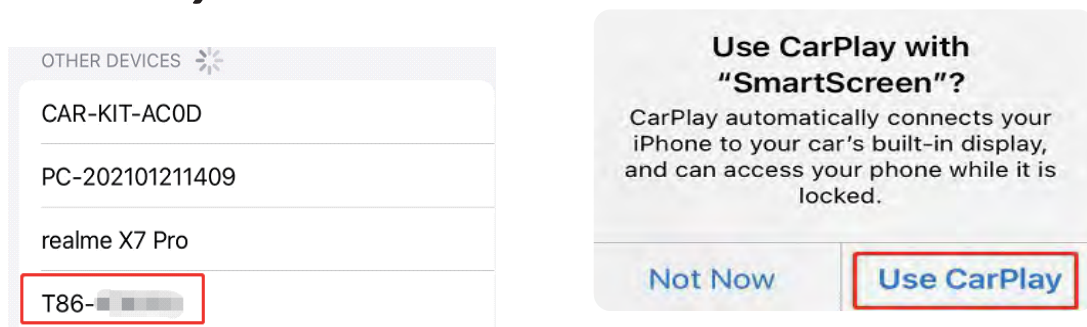 OTHER DEVICES
CAR-KIT-AC0D
PC-202101211409
realme X7 Pro
T86-
Use CarPlay with
“SmartScreen”?
CarPlay automatically connects your
iPhone to your car’s built-in display,
and can access your phone while it is
locked.
Not Now
Use CarPlay